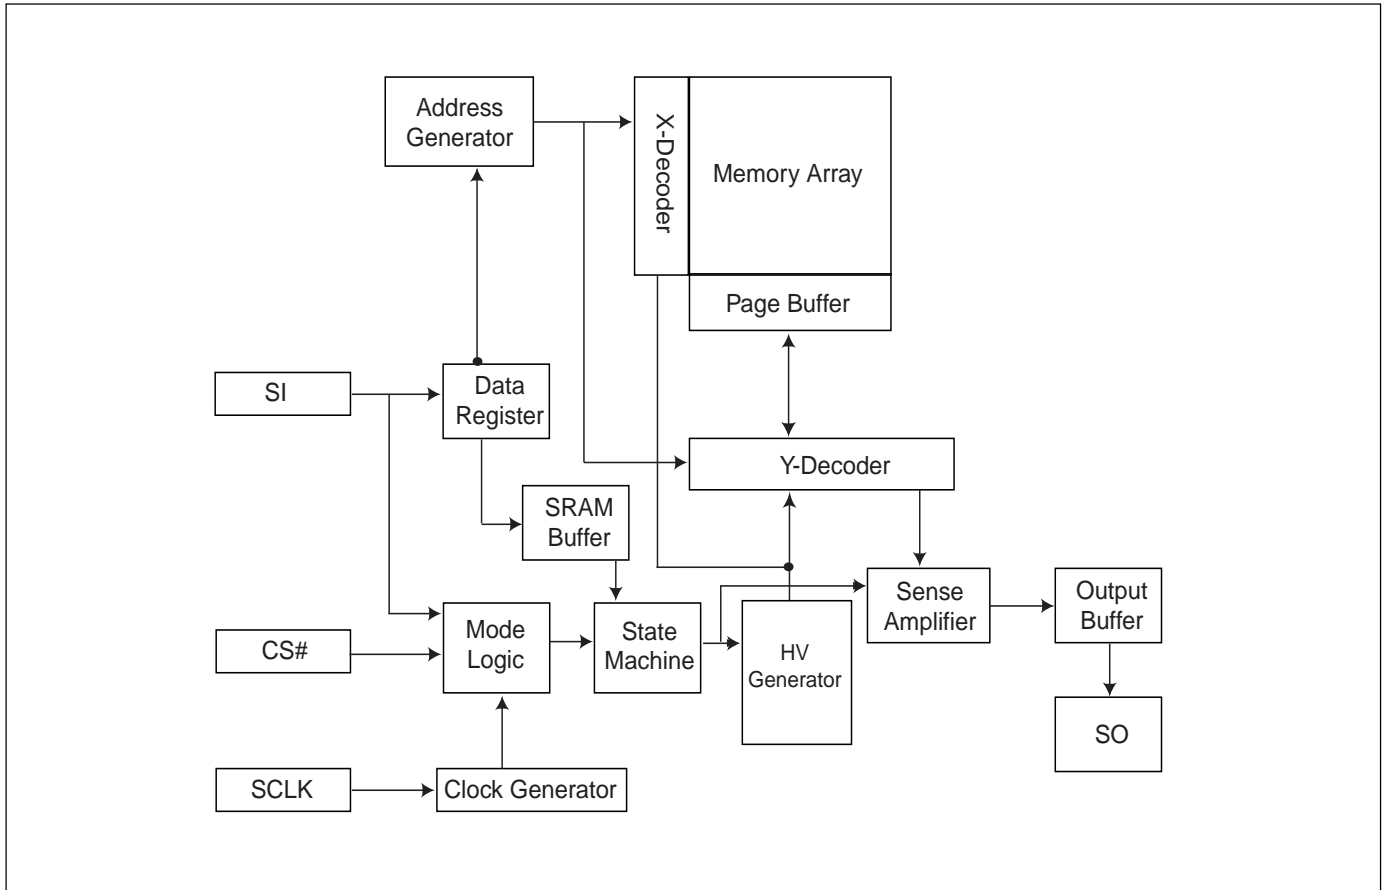 Address
Generator
X-Decoder
Memory Array
Page Buffer
SI
Data
Register
Y-Decoder
SRAM
Buffer
Sense
Amplifier
Output
Buffer
CS#
Mode
Logic
State
Machine
HV
Generator
SO
SCLK
Clock Generator